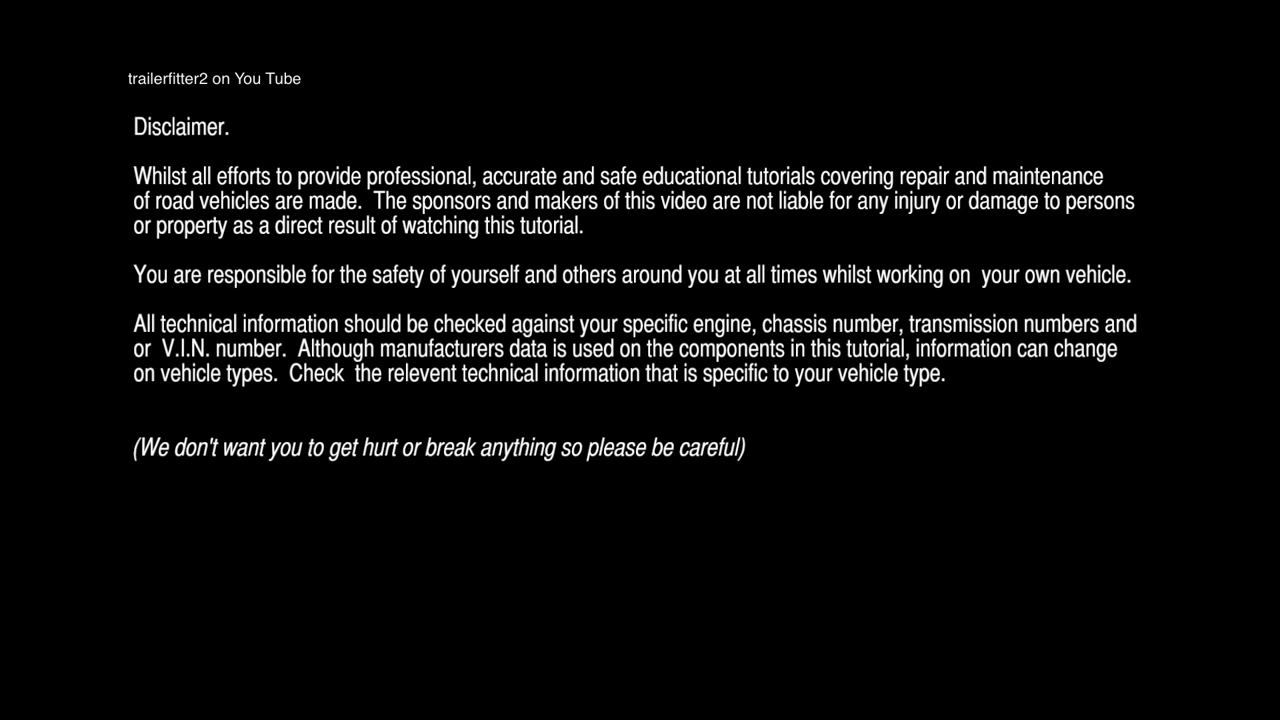 trailerfitter2 on You Tube
Disclaimer.
Whilst all efforts to provide professional, accurate and safe educational tutorials covering repair and maintenance
of road vehicles are made.  The sponsors and makers of this video are not liable for any injury or damage to persons
or property as a direct result of watching this tutorial.
You are responsible for the safety of yourself and others around you at all times whilst working on  your own vehicle.
All technical information should be checked against your specific engine, chassis number, transmission numbers and
or  V.I.N. number.  Although manufacturers data is used on the components in this tutorial, information can change
on vehicle types.  Check  the relevent technical information that is specific to your vehicle type.
(We don't want you to get hurt or break anything so please be careful)